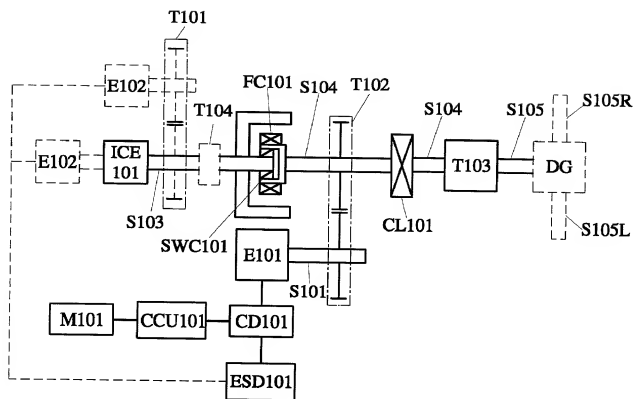 T101
E102
FC101
S104
T102
T104
S104
S105
S105R
E102
ICE
101
T103
DG
S103
SWC101
CL101
S105L
E101
S101
M101
CCU101
CD101
ESD101